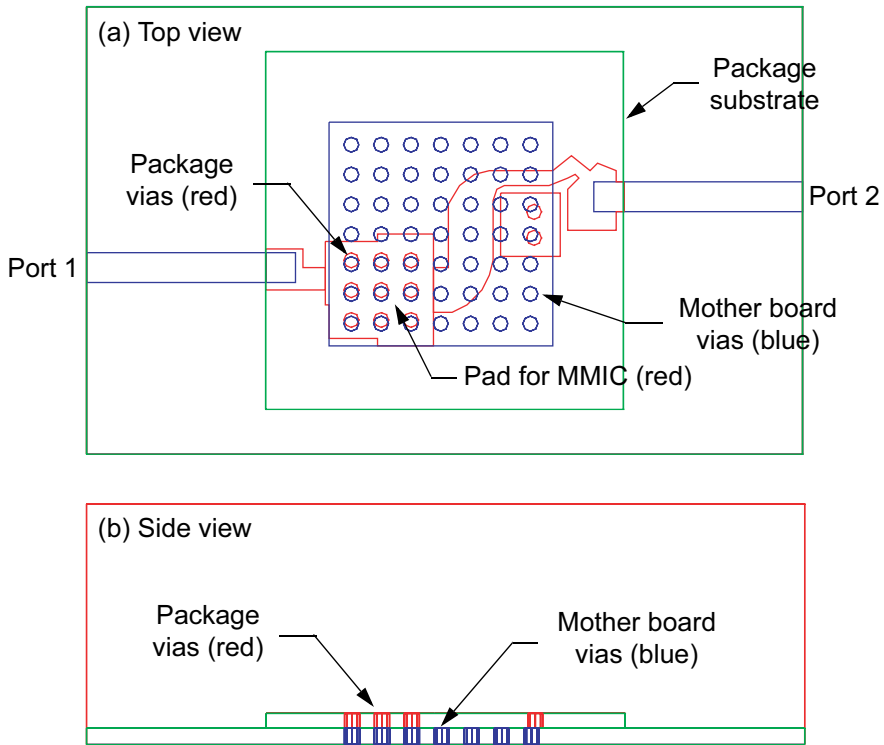 (a) Top view
Package
substrate
Package
vias (red)
Port 2
Port 1
Mother board
vias (blue)
Pad for MMIC (red)
(b) Side view
Package
vias (red)
Mother board
vias (blue)